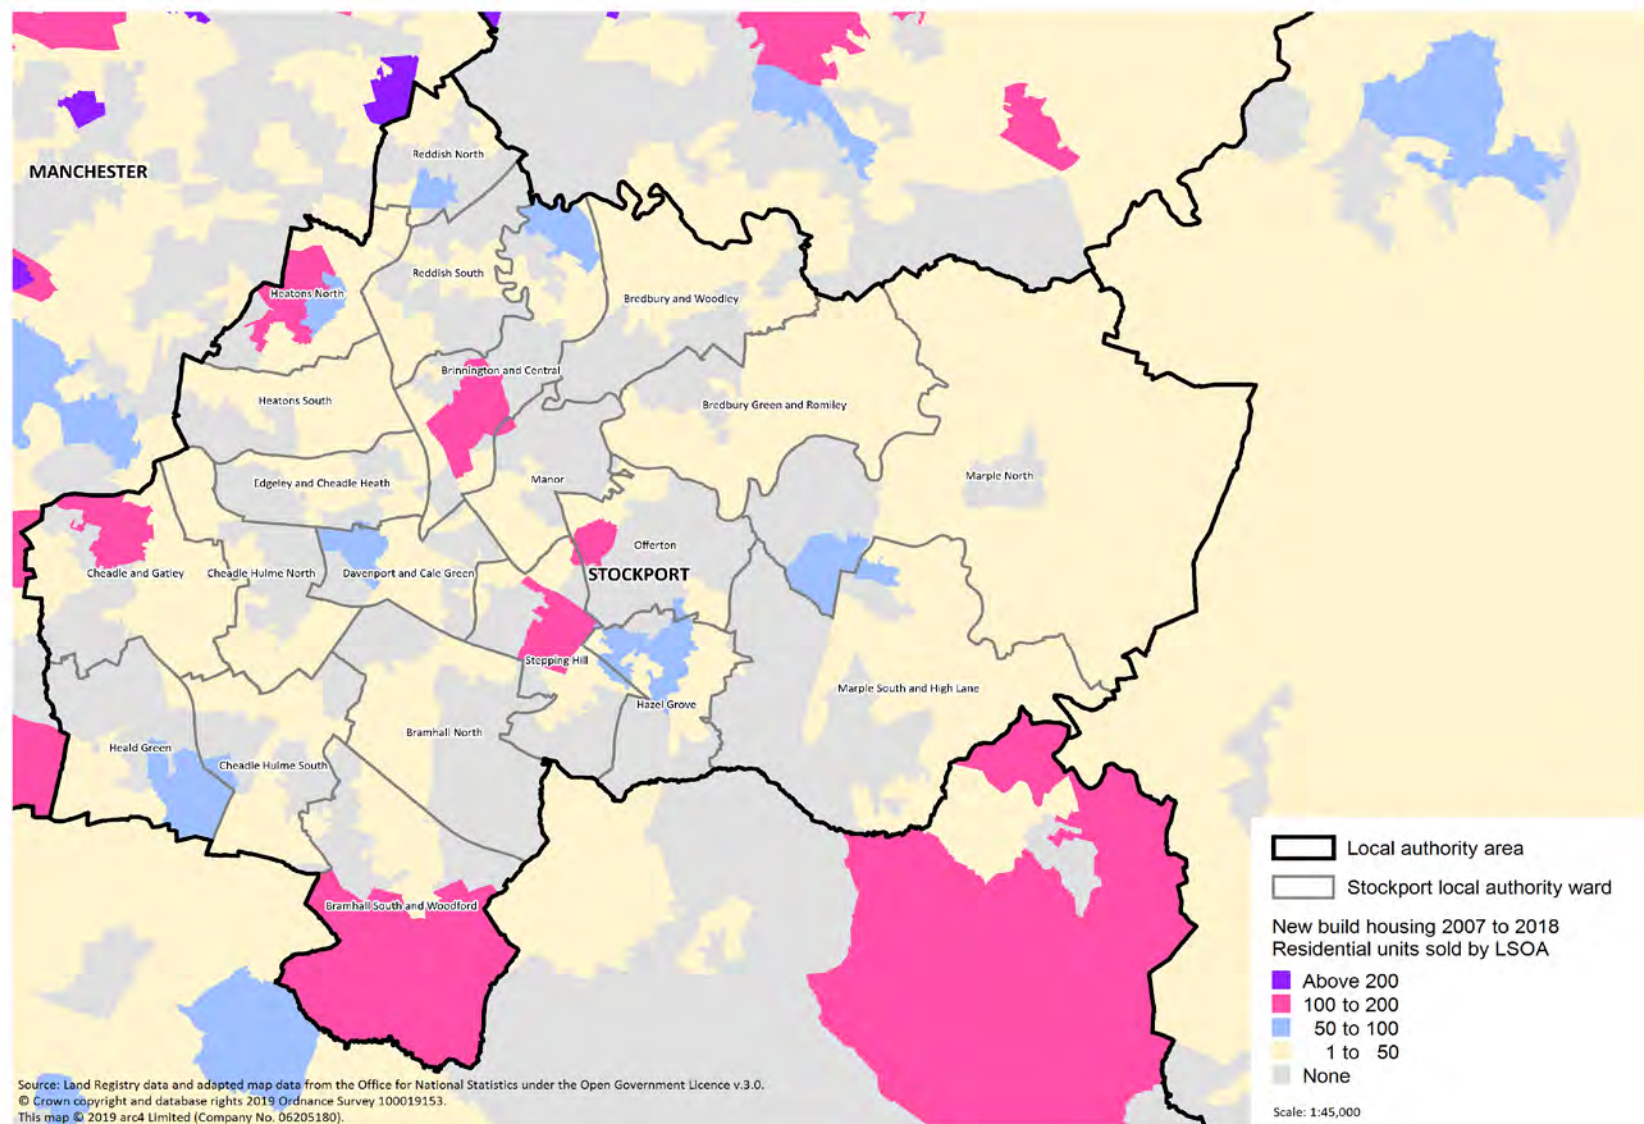 MANCHESTER
Reddish North
Reddish South
Heatons North
Bredbury and Woodley
Brinnington and Central
Heatons South
Bredbury Green and Romiley
Edgeley and Cheadle Heath
Manor
Marple North
Offerton
Cheadle and Gatley
Cheadle Hulme North
Davenport and Cale Green
STOCKPORT
Stepping Hill
Marple South and High Lane
Hazel Grove
Bramhall North
Heald Green
Cheadle Hulme South
Bramhall South and Woodford
Local authority area
Stockport local authority ward
New build housing 2007 to 2018
Residential units sold by LSOA
Above 200
100 to 200
50 to 100
1 to 50
None
Scale: 1:45,000
Source: Land Registry data and adapted map data from the Office for National Statistics under the Open Government Licence v.3.0.
© Crown copyright and database rights 2019 Ordnance Survey 100019153.
This map © 2019 arc4 Limited (Company No. 06205180).